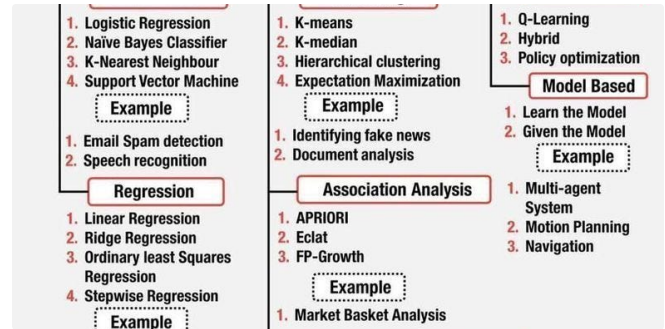 1. Logistic Regression
2. Naïve Bayes Classifier
3. K-Nearest Neighbour
4. Support Vector Machine
Example
1. Email Spam detection
2. Speech recognition
Regression
1. Linear Regression
2. Ridge Regression
3. Ordinary least Squares
Regression
4. Stepwise Regression
Example
1. K-means
2. K-median
3. Hierarchical clustering
4. Expectation Maximization
Example
1. Identifying fake news
2. Document analysis
Association Analysis
1. APRIORI
2. Eclat
3. FP-Growth
Example
1. Market Basket Analysis
1. Q-Learning
2. Hybrid
3. Policy optimization
Model Based
1. Learn the Model
2. Given the Model
Example
1. Multi-agent
System
2. Motion Planning
3. Navigation